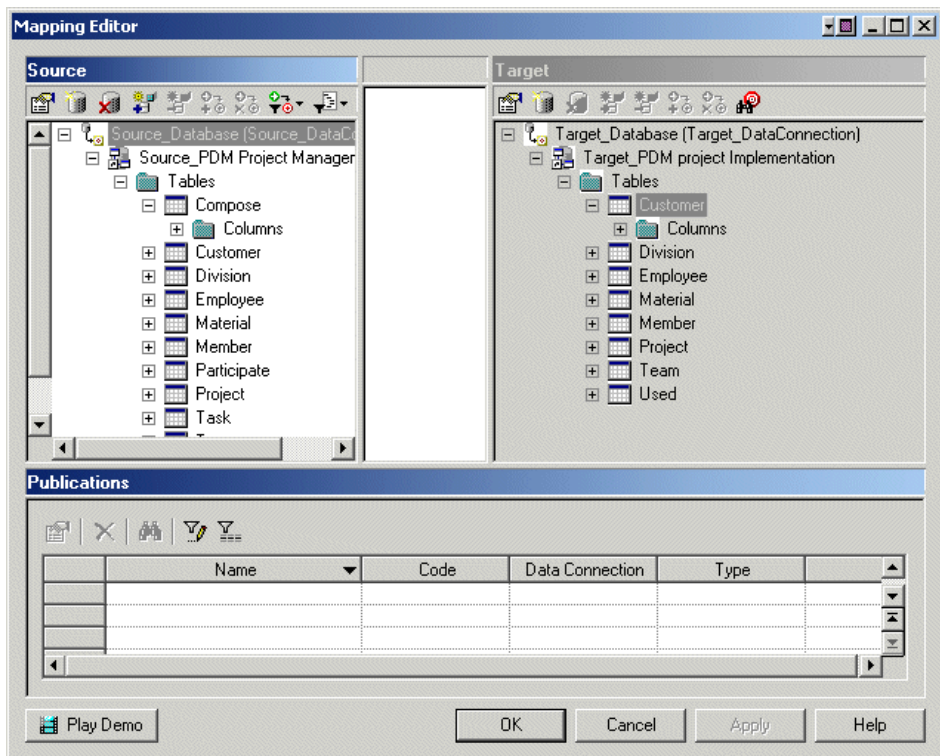 Mapping Editor
Source
Target
Source_Database (Source_DataCo
Source_PDM Project Manager
Tables
Compose
Columns
Customer
Division
Employee
Material
Member
Participate
Project
Task
Target_Database (Target_DataConnection)
Target_PDM project Implementation
Tables
Customer
Columns
Division
Employee
Material
Member
Project
Team
Used
Publications
Name Code Data Connection Type
Play Demo OK Cancel Apply Help